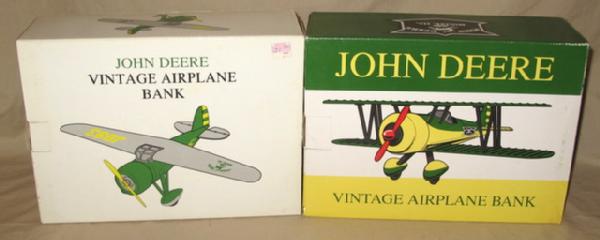 JOHN DEERE
VINTAGE AIRPLANE
BANK
JOHN DEERE
VINTAGE AIRPLANE BANK